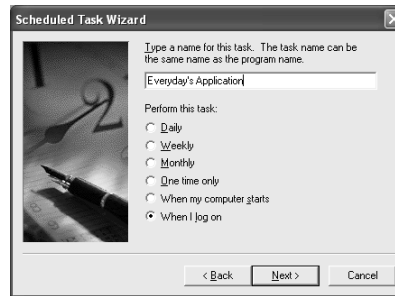 Scheduled Task Wizard
Type a name for this task. The task name can be
the same name as the program name.
Everyday's Application
Perform this task:
Daily
Weekly
Monthly
One time only
When my computer starts
When I log on
< Back
Next >
Cancel